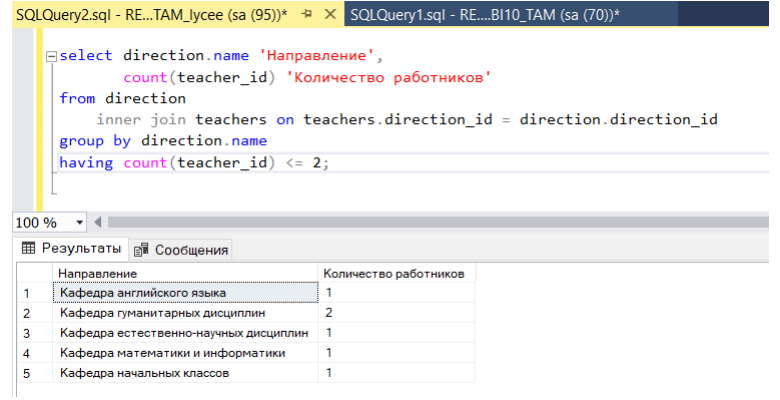 SQLQuery2.sql - RE...TAM_lycee (sa (95))* SQLQuery1.sql - RE....BI10_TAM (sa (70))*
select direction.name 'Направление',
count(teacher_id) 'Количество работников'
from direction
inner join teachers on teachers.direction_id = direction.direction_id
group by direction.name
having count(teacher_id) <= 2;
100 %
Результаты Сообщения
Направление Количество работников
1 Кафедра английского языка 1
2 Кафедра гуманитарных дисциплин 2
3 Кафедра естественно-научных дисциплин 1
4 Кафедра математики и информатики 1
5 Кафедра начальных классов 1